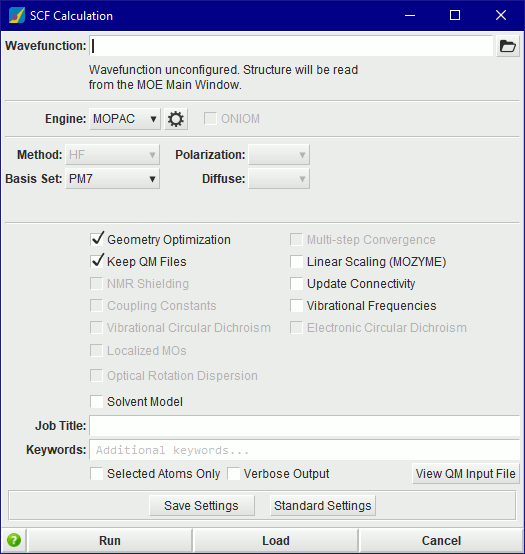 SCF Calculation
Wavefunction:
Wavefunction unconfigured. Structure will be read
from the MOE Main Window.
Engine: MOPAC ONIOM
Method: HF Polarization:
Basis Set: PM7 Diffuse:
Geometry Optimization Multi-step Convergence
Keep QM Files Linear Scaling (MOZYME)
NMR Shielding Update Connectivity
Coupling Constants Vibrational Frequencies
Vibrational Circular Dichroism Electronic Circular Dichroism
Localized MOs
Optical Rotation Dispersion
Solvent Model
Job Title:
Keywords: Additional keywords...
Selected Atoms Only Verbose Output View QM Input File
Save Settings Standard Settings
? Run Load Cancel